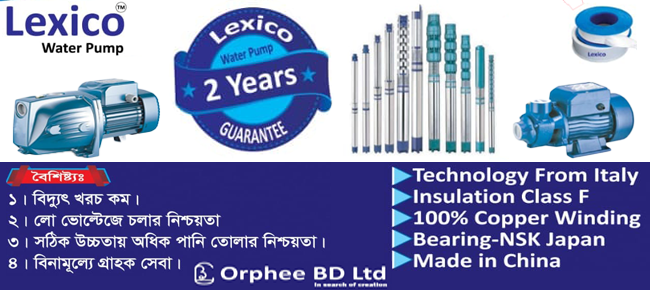 Lexico™
Water Pump
Lexico
Water Pump
2 Years
GUARANTEE
Lexico
বৈশিষ্ট্যঃ
১। বিদ্যুৎ খরচ কম।
২। লো ভোল্টেজে চলার নিশ্চয়তা
৩। সঠিক উচ্চতায় অধিক পানি তোলার নিশ্চয়তা।
৪। বিনামূল্যে গ্রাহক সেবা।
Technology From Italy
Insulation Class F
100% Copper Winding
Bearing-NSK Japan
Made in China
Orphee BD Ltd
In search of creation